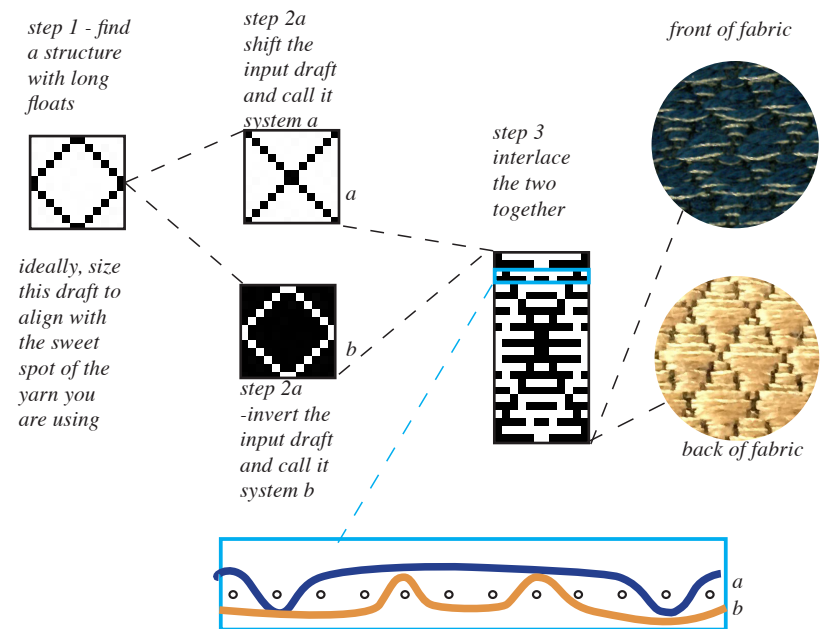 step 1 - find
a structure
with long
floats
ideally, size
this draft to
align with
the sweet
spot of the
yarn you
are using
step 2a
shift the
input draft
and call it
system a
a
b
step 2a
-invert the
input draft
and call it
system b
step 3
interlace
the two
together
front of fabric
back of fabric
a
b